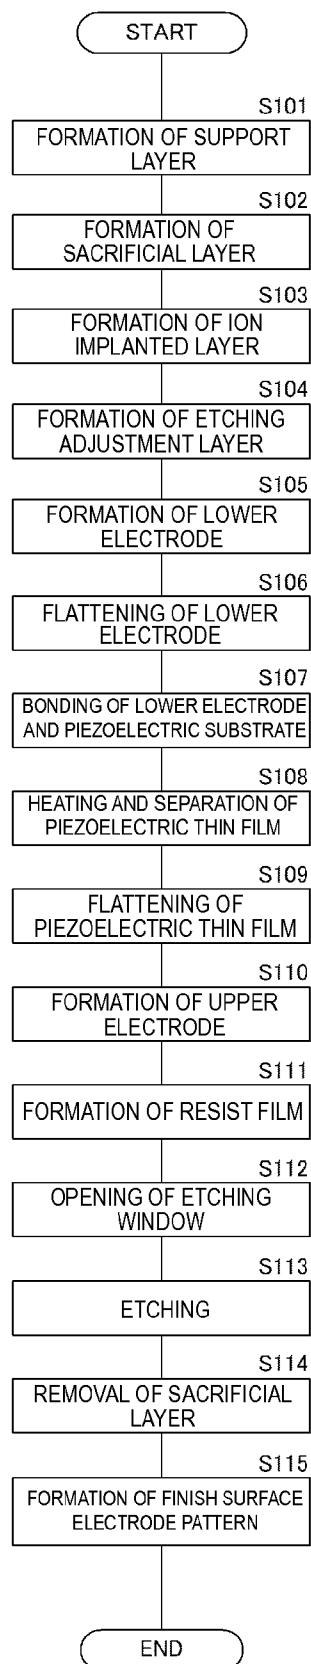 START
S101
FORMATION OF SUPPORT
LAYER
S102
FORMATION OF
SACRIFICIAL LAYER
S103
FORMATION OF ION
IMPLANTED LAYER
S104
FORMATION OF ETCHING
ADJUSTMENT LAYER
S105
FORMATION OF LOWER
ELECTRODE
S106
FLATTENING OF LOWER
ELECTRODE
S107
BONDING OF LOWER ELECTRODE
AND PIEZOELECTRIC SUBSTRATE
S108
HEATING AND SEPARATION OF
PIEZOELECTRIC THIN FILM
S109
FLATTENING OF
PIEZOELECTRIC THIN FILM
S110
FORMATION OF UPPER
ELECTRODE
S111
FORMATION OF RESIST FILM
S112
OPENING OF ETCHING
WINDOW
S113
ETCHING
S114
REMOVAL OF SACRIFICIAL
LAYER
S115
FORMATION OF FINISH SURFACE
ELECTRODE PATTERN
END